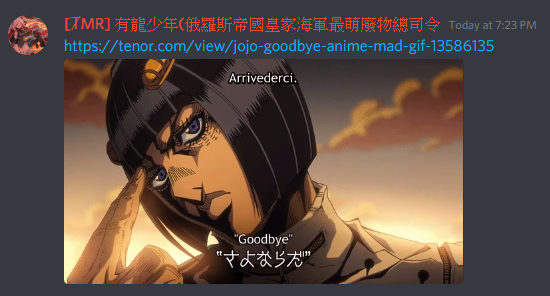 [TMR] 有龍少年(俄羅斯帝國皇家海軍最萌廢物總司令 Today at 7:23 PM
https://tenor.com/view/jojo-goodbye-anime-mad-gif-13586135
Arrivederci.
"Goodbye"
“さよならだ”